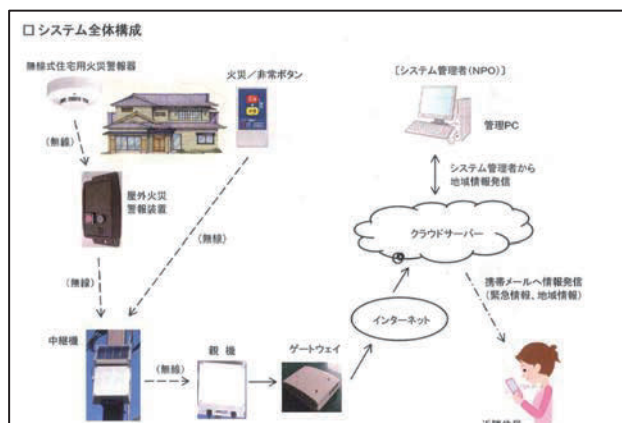 □ システム全体構成
無線式住宅用火災警報器
火災／非常ボタン
［システム管理者（NPO）］
管理PC
（無線）
システム管理者から
地域情報発信
屋外火災
警報装置
クラウドサーバー
（無線）
（無線）
携帯メールへ情報発信
（緊急情報、地域情報）
インターネット
中継機
（無線）
親 機
ゲートウェイ